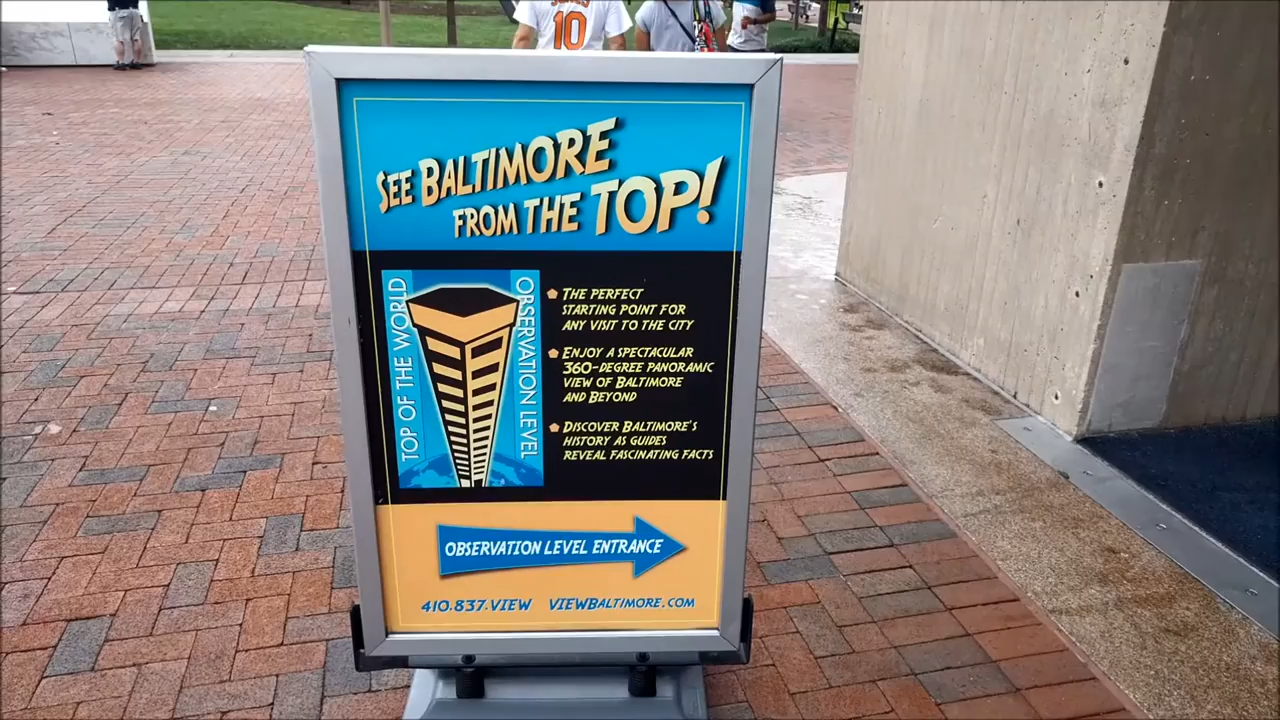 10
SEE BALTIMORE
FROM THE TOP!
TOP OF THE WORLD
OBSERVATION LEVEL
THE PERFECT
STARTING POINT FOR
ANY VISIT TO THE CITY
ENJOY A SPECTACULAR
360-DEGREE PANORAMIC
VIEW OF BALTIMORE
AND BEYOND
DISCOVER BALTIMORE'S
HISTORY AS GUIDES
REVEAL FASCINATING FACTS
OBSERVATION LEVEL ENTRANCE
410.837.VIEW VIEWBALTIMORE.COM